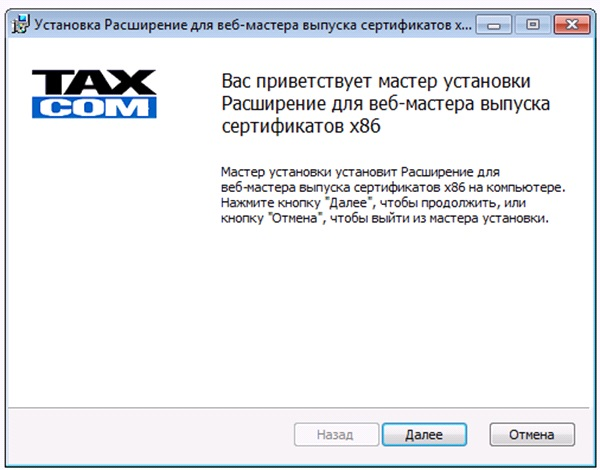 Установка Расширение для веб-мастера выпуска сертификатов x...
TAX
COM
Вас приветствует мастер установки
Расширение для веб-мастера выпуска
сертификатов x86
Мастер установки установит Расширение для
веб-мастера выпуска сертификатов x86 на компьютере.
Нажмите кнопку "Далее", чтобы продолжить, или
кнопку "Отмена", чтобы выйти из мастера установки.
Назад
Далее
Отмена